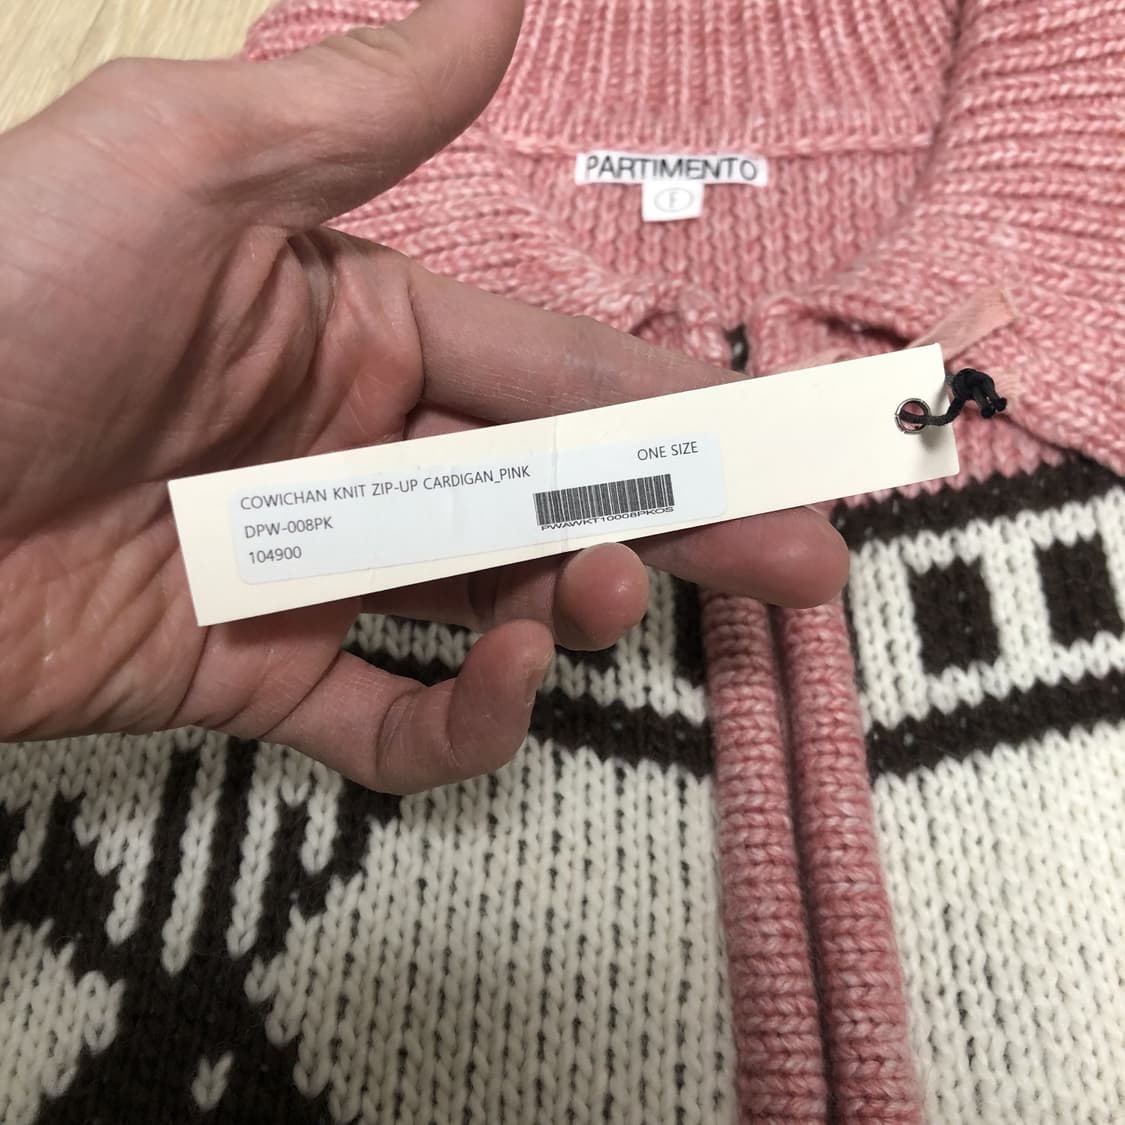 PARTIMENTO
F
COWICHAN KNIT ZIP-UP CARDIGAN_PINK
ONE SIZE
DPW-008PK
PWAWKT10008PKOS
104900